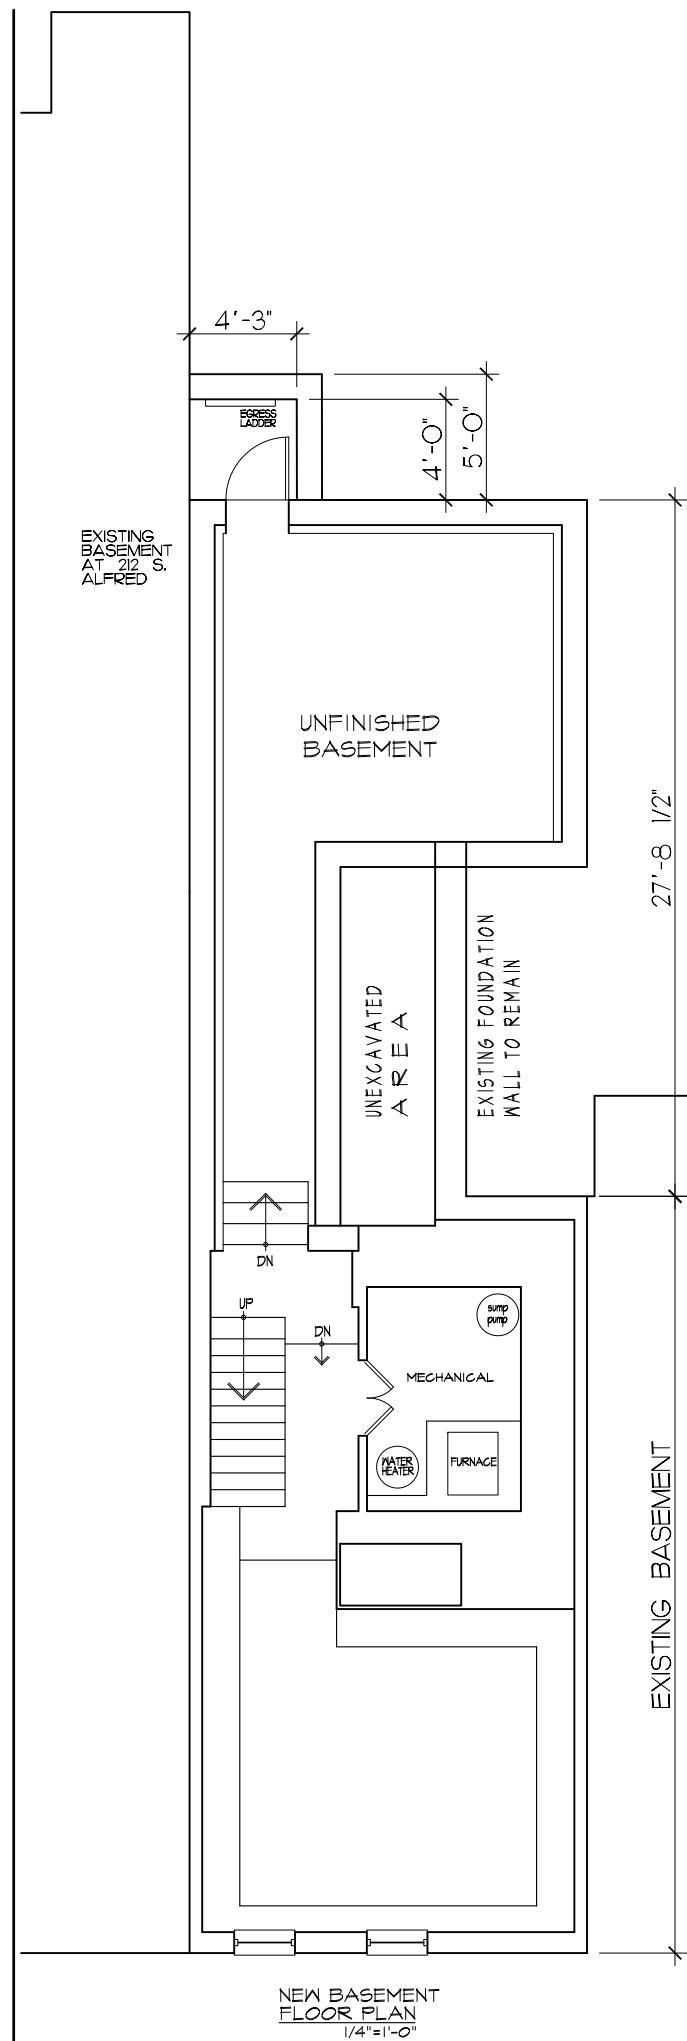 4'-3"
EGRESS
LADDER
4'-0"
5'-0"
EXISTING
BASEMENT
AT 212 S.
ALFRED
UNFINISHED
BASEMENT
27'-8 1/2"
UNEXCAVATED
AREA
EXISTING FOUNDATION
WALL TO REMAIN
DN
UP
DN
sump
pump
MECHANICAL
WATER
HEATER
FURNACE
EXISTING BASEMENT
NEW BASEMENT
FLOOR PLAN
1/4"=1'-0"